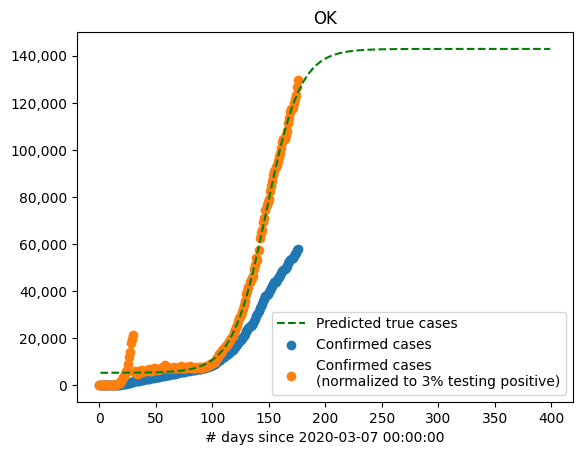 OK
140,000
120,000
100,000
80,000
60,000
40,000
20,000
0
Predicted true cases
Confirmed cases
Confirmed cases
(normalized to 3% testing positive)
0 50 100 150 200 250 300 350 400
# days since 2020-03-07 00:00:00